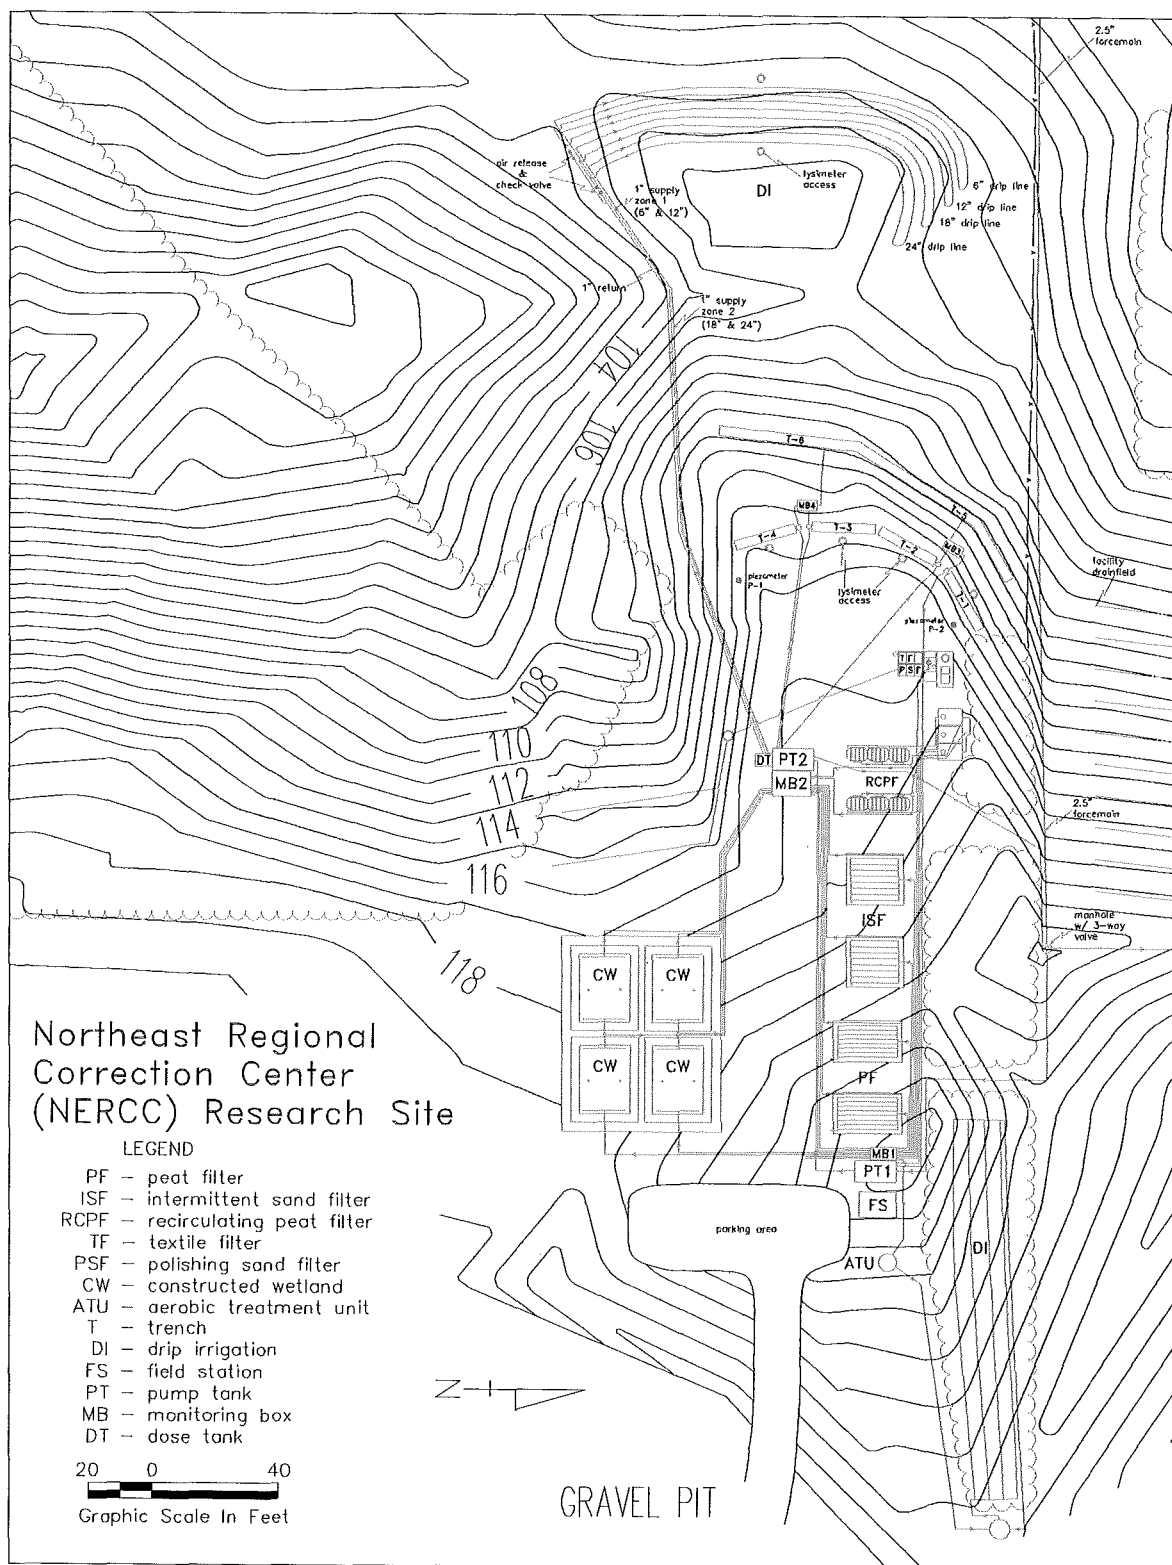 2.5"
forcemain
air release
&
check valve
1" supply
zone 1
(6" & 12")
DI
lysimeter
access
6" drip line
12" drip line
18" drip line
24" drip line
1" return
1" supply
zone 2
(18" & 24")
104
106
T-6
T-5
MB4
T-4
T-3
T-2
MB3
T-1
piezometer
P-1
lysimeter
access
piezometer
P-2
facility
drainfield
TF
PSF
108
110
112
114
116
118
DT
PT2
MB2
RCPF
2.5"
forcemain
ISF
manhole
w/ 3-way
valve
CW
CW
CW
CW
PF
MB1
PT1
FS
parking area
ATU
DI
Northeast Regional
Correction Center
(NERCC) Research Site
LEGEND
PF – peat filter
ISF – intermittent sand filter
RCPF – recirculating peat filter
TF – textile filter
PSF – polishing sand filter
CW – constructed wetland
ATU – aerobic treatment unit
T – trench
DI – drip irrigation
FS – field station
PT – pump tank
MB – monitoring box
DT – dose tank
N
20 0 40
Graphic Scale In Feet
GRAVEL PIT